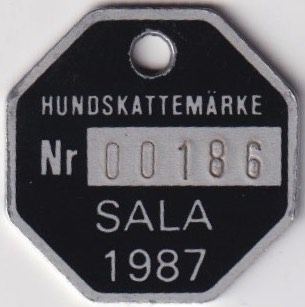 HUNDSKATTEMÄRKE
Nr 00186
SALA
1987